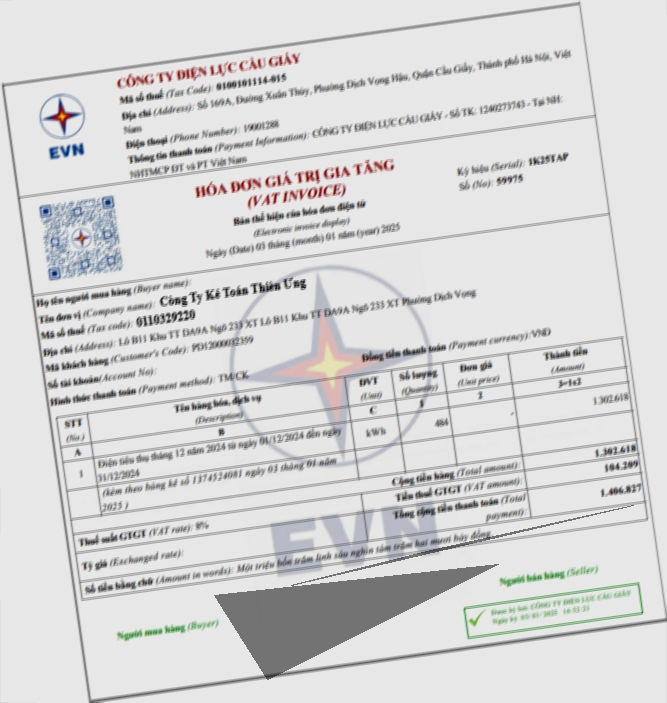 CÔNG TY ĐIỆN LỰC CẦU GIẤY
Mã số thuế (Tax Code): 0100101114-015
Địa chỉ (Address): Số 169A, Đường Xuân Thủy, Phường Dịch Vọng Hậu, Quận Cầu Giấy, Thành phố Hà Nội, Việt
Nam
Điện thoại (Phone Number): 19001288
Thông tin thanh toán (Payment Information): CÔNG TY ĐIỆN LỰC CẦU GIẤY - Số TK: 1240273743 - Tại NH:
NHTMCP ĐT và PT Việt Nam
EVN
HÓA ĐƠN GIÁ TRỊ GIA TĂNG
(VAT INVOICE)
Bản thể hiện của hóa đơn điện tử
(Electronic invoice display)
Ngày (Date) 03 tháng (month) 01 năm (year) 2025
Ký hiệu (Serial): 1K25TAP
Số (No): 59975
Họ tên người mua hàng (Buyer name):
Tên đơn vị (Company name): Công Ty Kế Toán Thiên Ưng
Mã số thuế (Tax code): 0110329220
Địa chỉ (Address): Lô B11 Khu TT DA9A Ngõ 233 XT Lô B11 Khu TT DA9A Ngõ 233 XT Phường Dịch Vọng
Mã khách hàng (Customer's Code): PD12000032359
Số tài khoản(Account No):
Hình thức thanh toán (Payment method): TM/CK
Đồng tiền thanh toán (Payment currency):VND
STT (No.) Tên hàng hóa, dịch vụ (Description) ĐVT (Unit) Số lượng (Quantity) Đơn giá (Unit price) Thành tiền (Amount)
A B C 1 2 3=1x2
1 Điện tiêu thụ tháng 12 năm 2024 từ ngày 01/12/2024 đến ngày 31/12/2024 kWh 464 1.302.618
(kèm theo bảng kê số 1374524081 ngày 03 tháng 01 năm
2025 )
Cộng tiền hàng (Total amount): 1.302.618
Thuế suất GTGT (VAT rate): 8% Tiền thuế GTGT (VAT amount): 104.209
Tổng cộng tiền thanh toán (Total payment): 1.406.827
Tỷ giá (Exchanged rate):
Số tiền bằng chữ (Amount in words): Một triệu bốn trăm linh sáu nghìn tám trăm hai mươi bảy đồng.
EVN
Người mua hàng (Buyer)
Người bán hàng (Seller)
Được ký bởi: CÔNG TY ĐIỆN LỰC CẦU GIẤY
Ngày ký: 03/01/2025